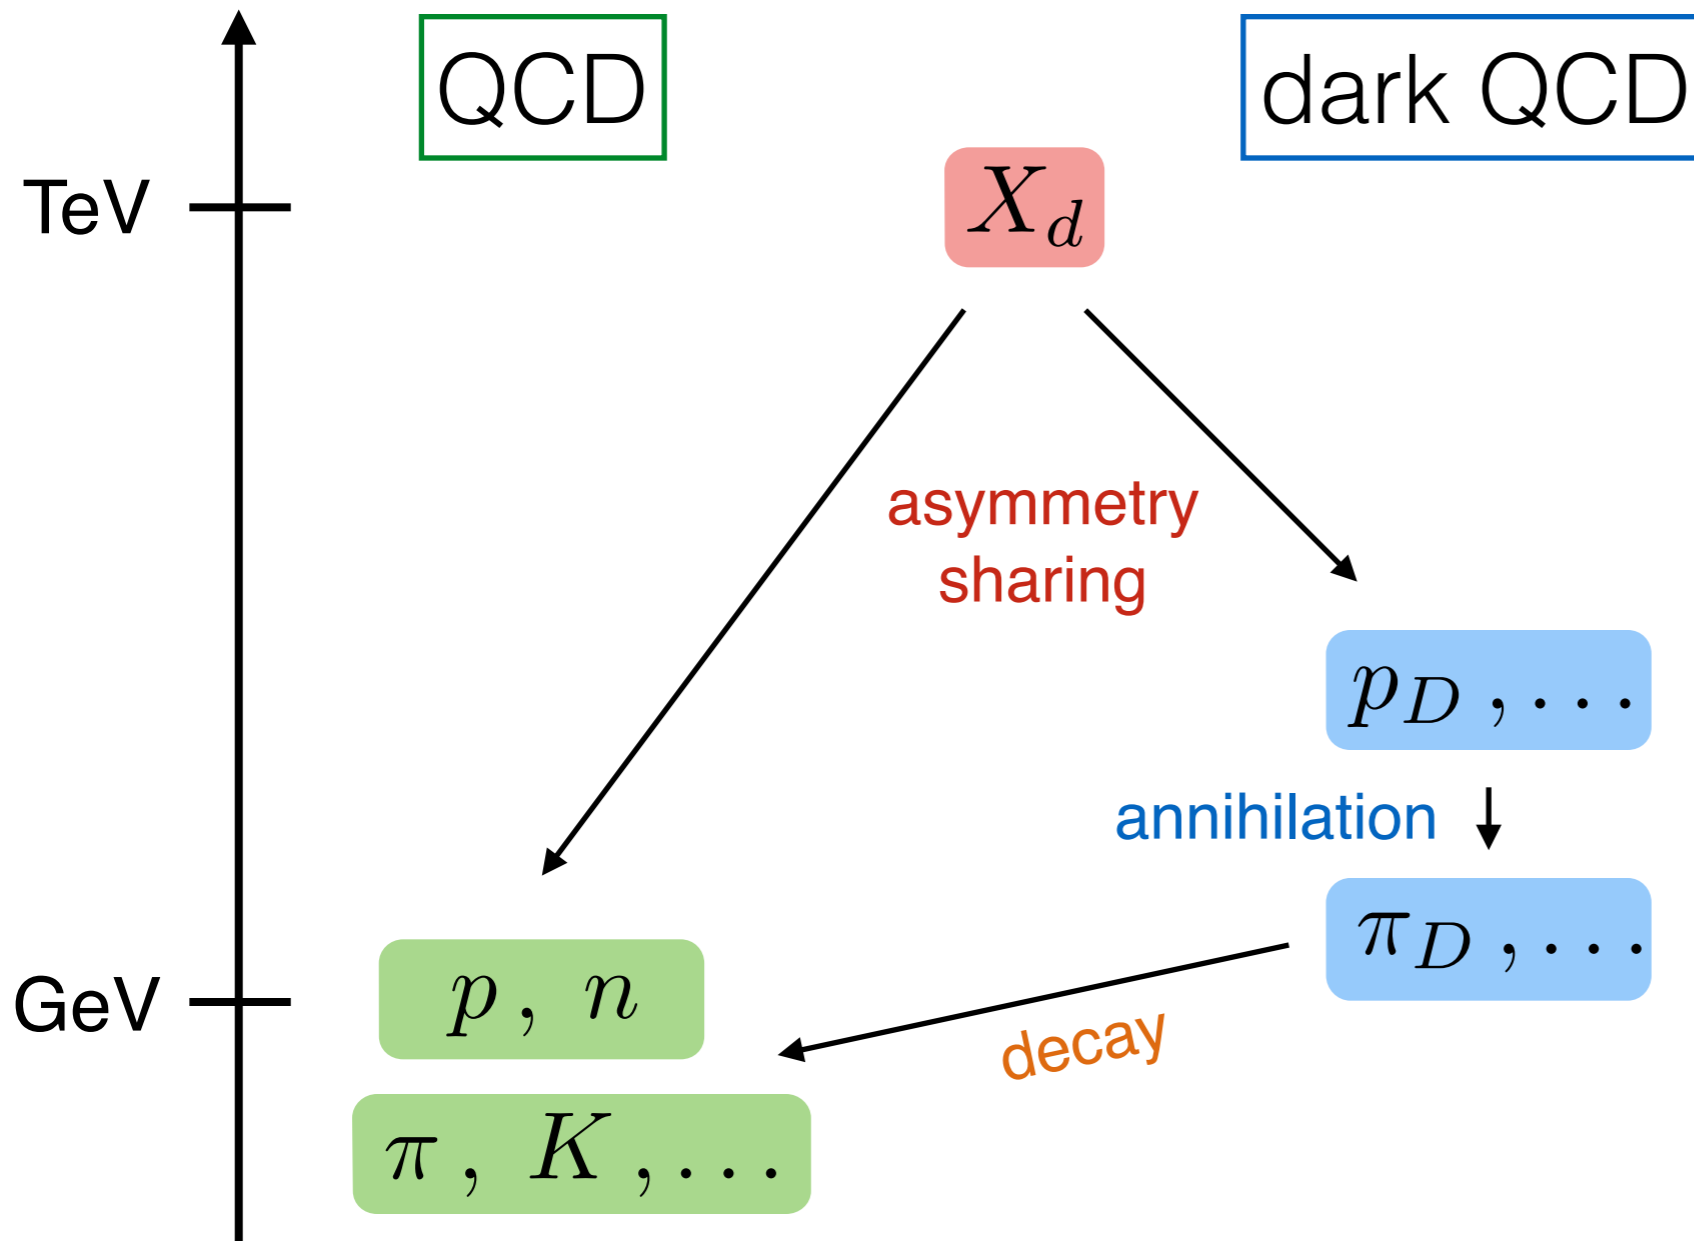 QCD
dark QCD
TeV
X_d
asymmetry
sharing
p_D , . . .
annihilation
π_D , . . .
GeV
p , n
decay
π , K , . . .